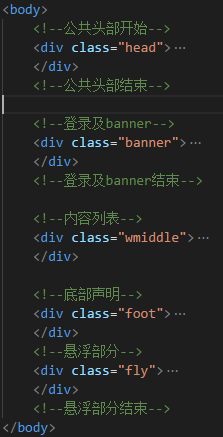 <body>
<!--公共头部开始-->
<div class="head">…
</div>
<!--公共头部结束-->
<!--登录及banner-->
<div class="banner">…
</div>
<!--登录及banner结束-->
<!--内容列表-->
<div class="wmiddle">…
</div>
<!--底部声明-->
<div class="foot">…
</div>
<!--悬浮部分-->
<div class="fly">…
</div>
<!--悬浮部分结束-->
</body>